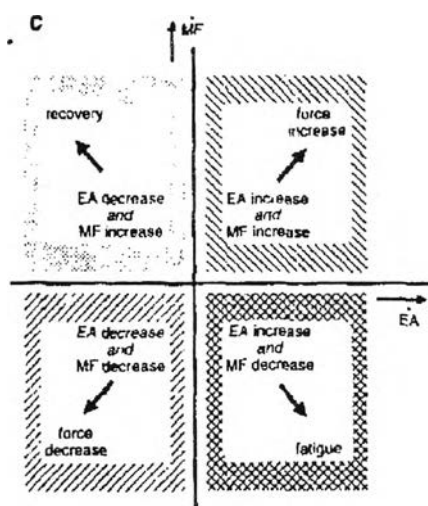 C
MF
recovery
EA decrease
and
MF increase
force
increase
EA increase
and
MF increase
EA decrease
and
MF decrease
force
decrease
EA increase
and
MF decrease
fatigue
EA